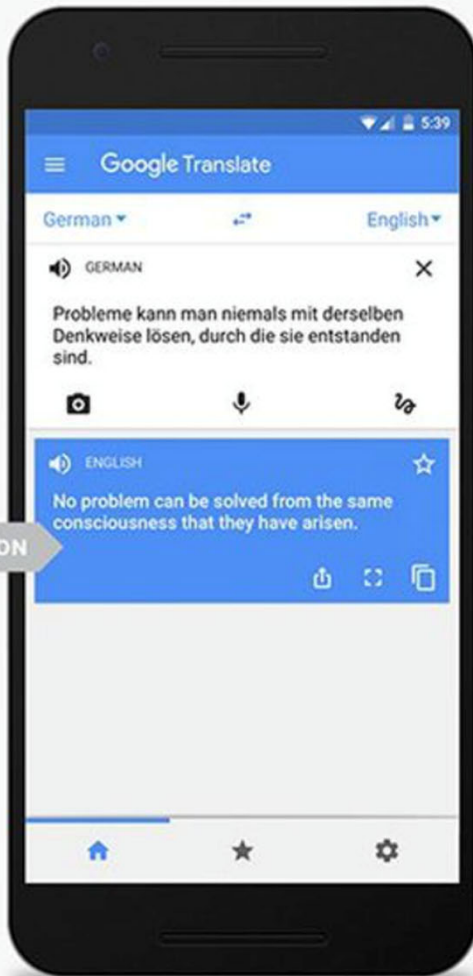 5:39
Google Translate
German
English
GERMAN
Probleme kann man niemals mit derselben
Denkweise lösen, durch die sie entstanden
sind.
ENGLISH
No problem can be solved from the same
consciousness that they have arisen.
ON